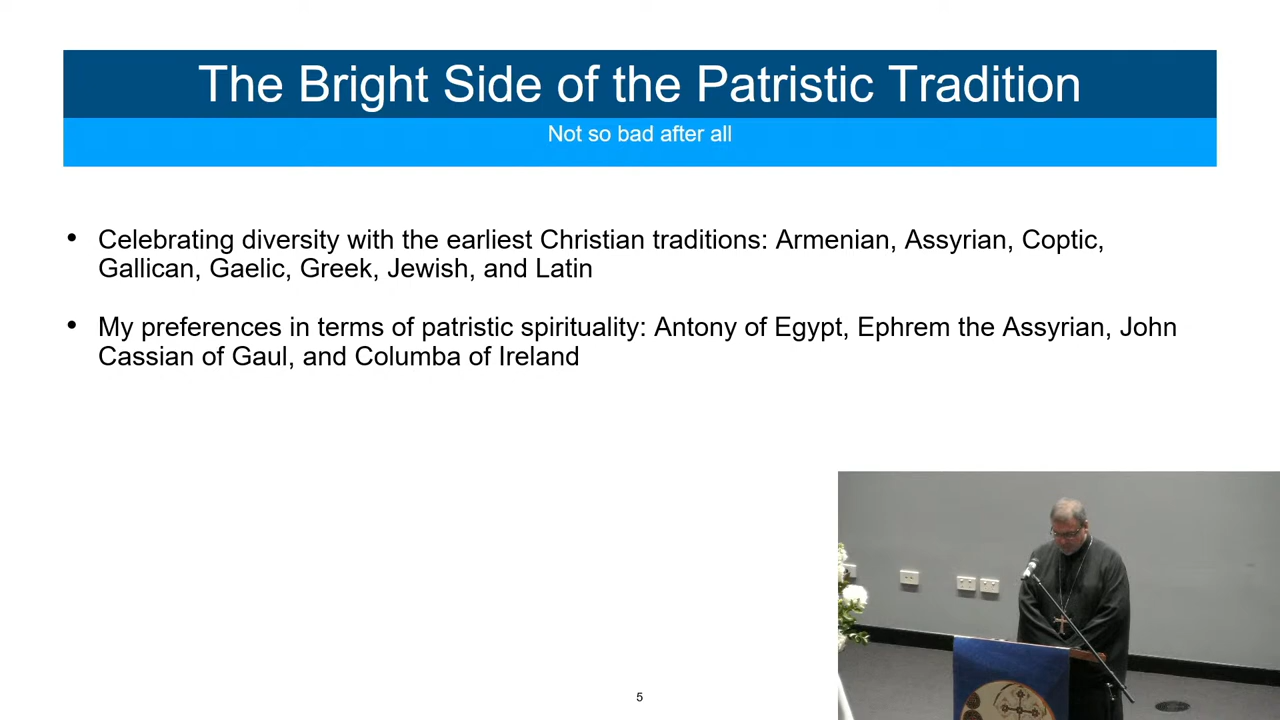 The Bright Side of the Patristic Tradition
Not so bad after all
• Celebrating diversity with the earliest Christian traditions: Armenian, Assyrian, Coptic,
Gallican, Gaelic, Greek, Jewish, and Latin
• My preferences in terms of patristic spirituality: Antony of Egypt, Ephrem the Assyrian, John
Cassian of Gaul, and Columba of Ireland
5